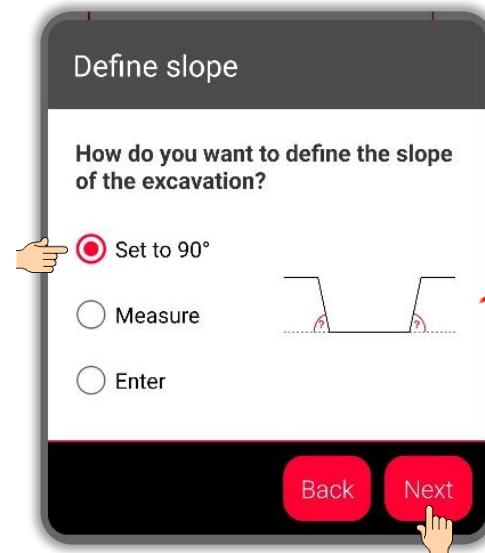 Define slope
How do you want to define the slope
of the excavation?
Set to 90°
Measure
? ?
Enter
Back Next